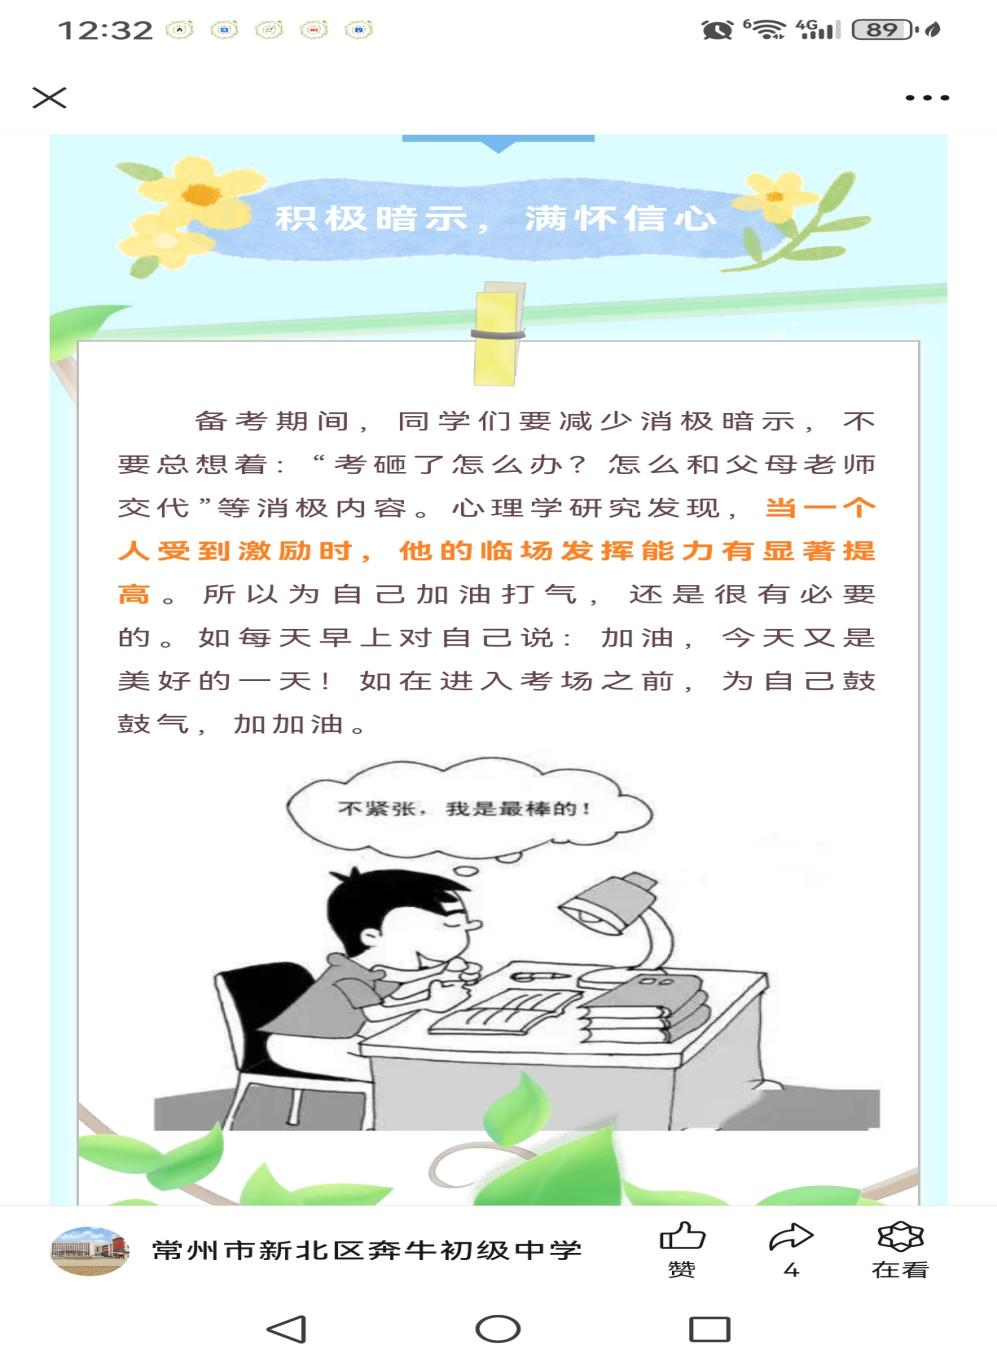 12:32
6 4G 89
积极暗示，满怀信心
备考期间，同学们要减少消极暗示，不
要总想着：“考砸了怎么办？怎么和父母老师
交代”等消极内容。心理学研究发现，当一个
人受到激励时，他的临场发挥能力有显著提
高。所以为自己加油打气，还是很有必要
的。如每天早上对自己说：加油，今天又是
美好的一天！如在进入考场之前，为自己鼓
鼓气，加加油。
不紧张，我是最棒的！
常州市新北区奔牛初级中学
赞
4
在看